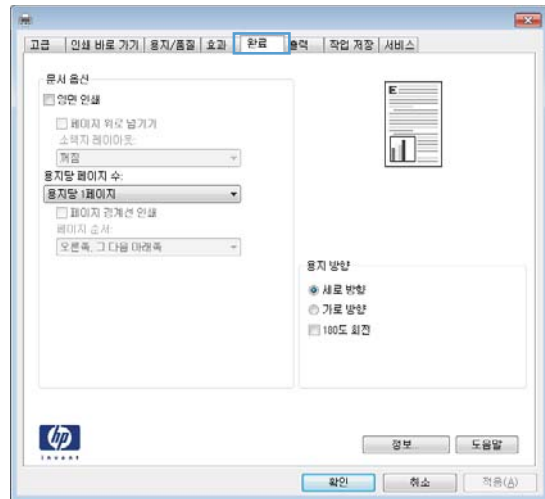 고급 인쇄 바로 가기 용지/품질 효과 완료 출력 작업 저장 서비스
문서 옵션
양면 인쇄
페이지 위로 넘기기
소책자 레이아웃:
꺼짐
용지당 페이지 수:
용지당 1페이지
페이지 경계선 인쇄
페이지 순서:
오른쪽, 그 다음 아래쪽
E
용지 방향
세로 방향
가로 방향
180도 회전
hp
invent
정보... 도움말
확인 취소 적용(A)